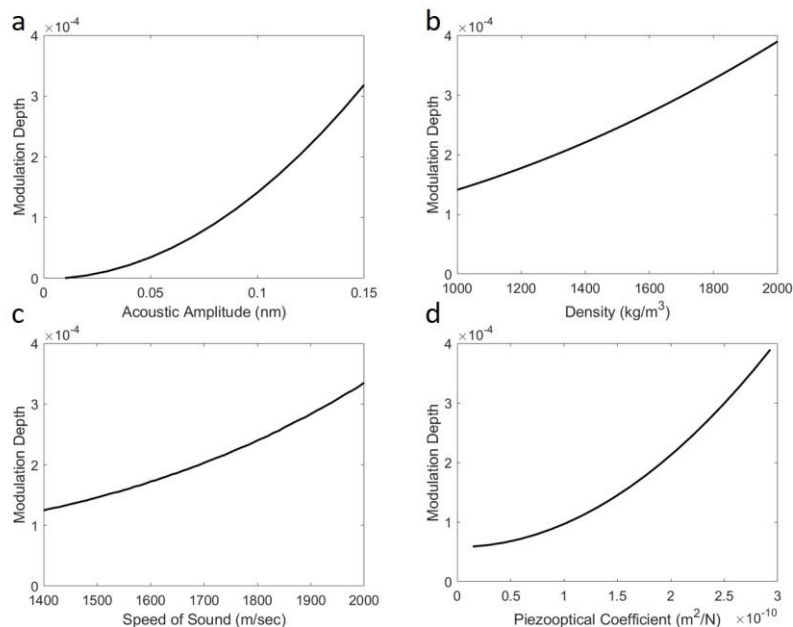 a
×10-4
4
3
2
1
0
Modulation Depth
0 0.05 0.1 0.15
Acoustic Amplitude (nm)
b
×10-4
4
3
2
1
0
Modulation Depth
1000 1200 1400 1600 1800 2000
Density (kg/m3)
c
×10-4
4
3
2
1
0
Modulation Depth
1400 1500 1600 1700 1800 1900 2000
Speed of Sound (m/sec)
d
×10-4
4
3
2
1
0
Modulation Depth
0 0.5 1 1.5 2 2.5 3
Piezooptical Coefficient (m2/N) ×10-10